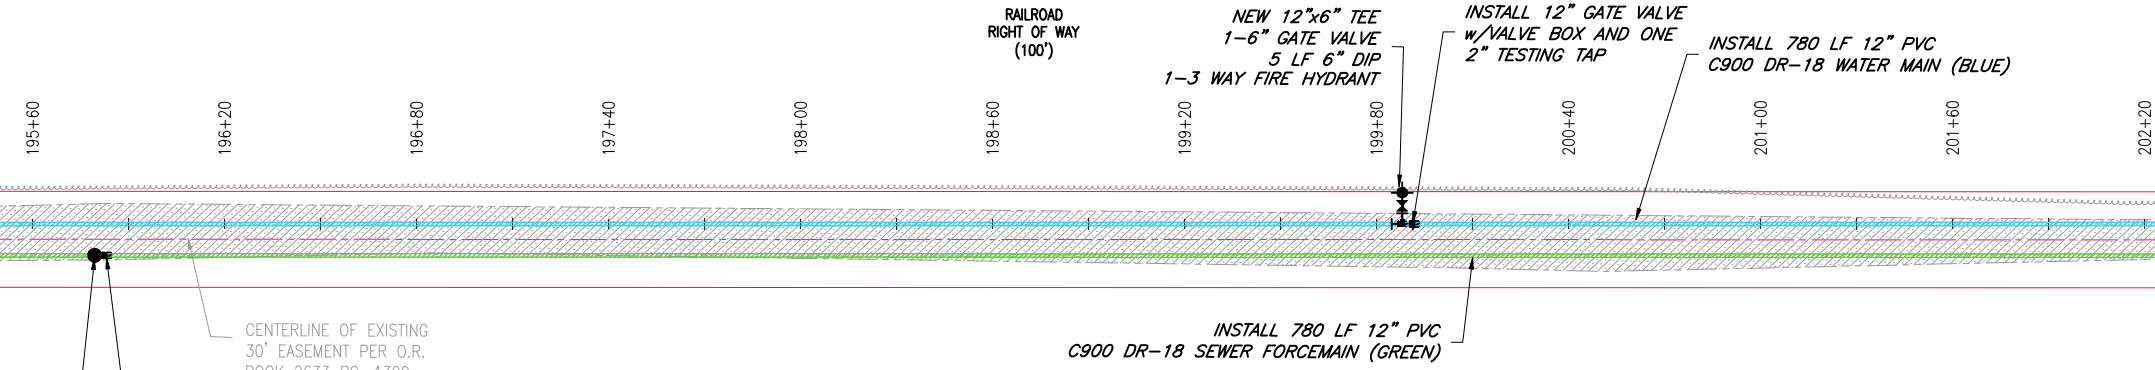 RAILROAD
RIGHT OF WAY
(100')
NEW 12"x6" TEE
1-6" GATE VALVE
5 LF 6" DIP
1-3 WAY FIRE HYDRANT
INSTALL 12" GATE VALVE
w/VALVE BOX AND ONE
2" TESTING TAP
INSTALL 780 LF 12" PVC
C900 DR-18 WATER MAIN (BLUE)
195+60
196+20
196+80
197+40
198+00
198+60
199+20
199+80
200+40
201+00
201+60
202+20
CENTERLINE OF EXISTING
30' EASEMENT PER O.R.
INSTALL 780 LF 12" PVC
C900 DR-18 SEWER FORCEMAIN (GREEN)